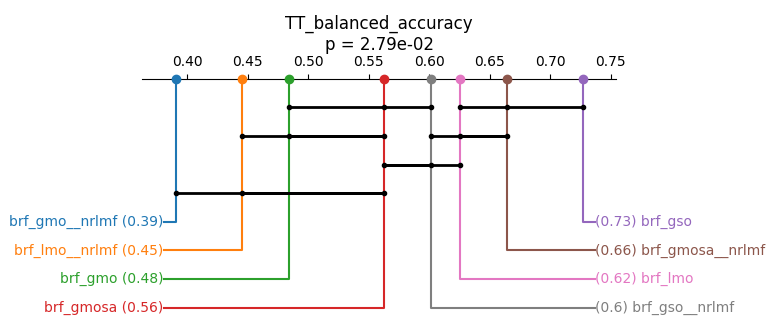 TT_balanced_accuracy
p = 2.79e-02
0.40 0.45 0.50 0.55 0.60 0.65 0.70 0.75
brf_gmo__nrlmf (0.39) (0.73) brf_gso
brf_lmo__nrlmf (0.45) (0.66) brf_gmosa__nrlmf
brf_gmo (0.48) (0.62) brf_lmo
brf_gmosa (0.56) (0.6) brf_gso__nrlmf